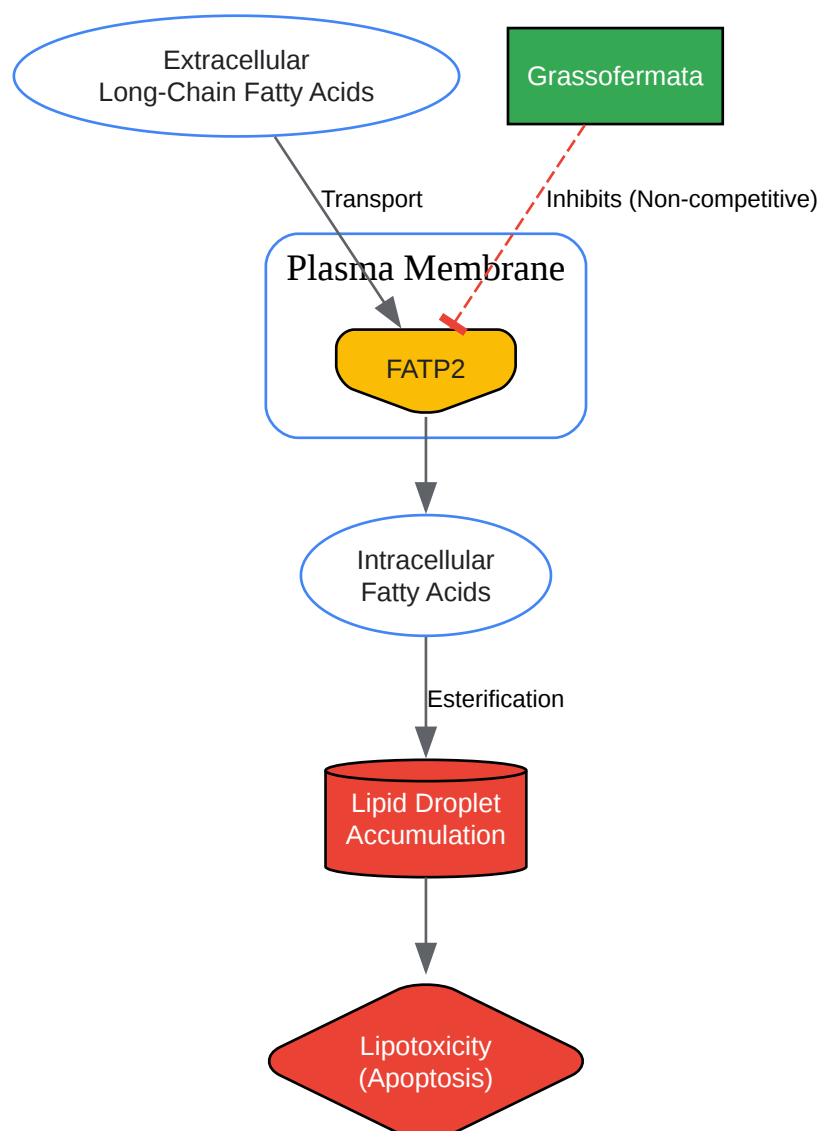 Extracellular
Long-Chain Fatty Acids
Grassofermata
Transport
Inhibits (Non-competitive)
Plasma Membrane
FATP2
Intracellular
Fatty Acids
Esterification
Lipid Droplet
Accumulation
Lipotoxicity
(Apoptosis)